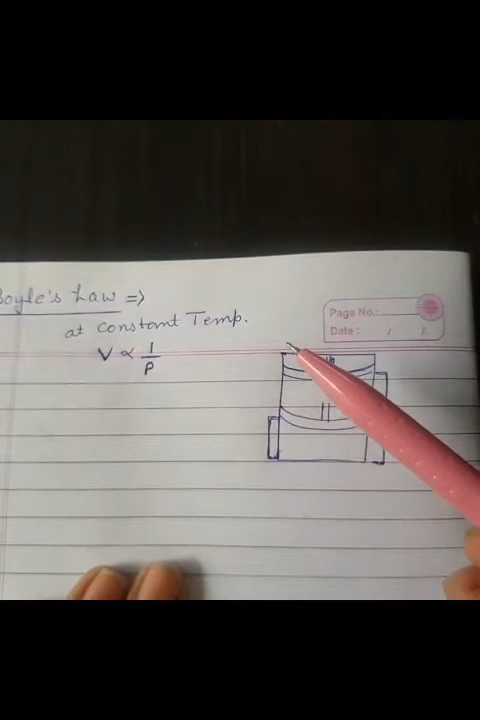 Boyle's Law =>
at constant Temp.
V ∝ 1/P
Page No.:
Date : / /